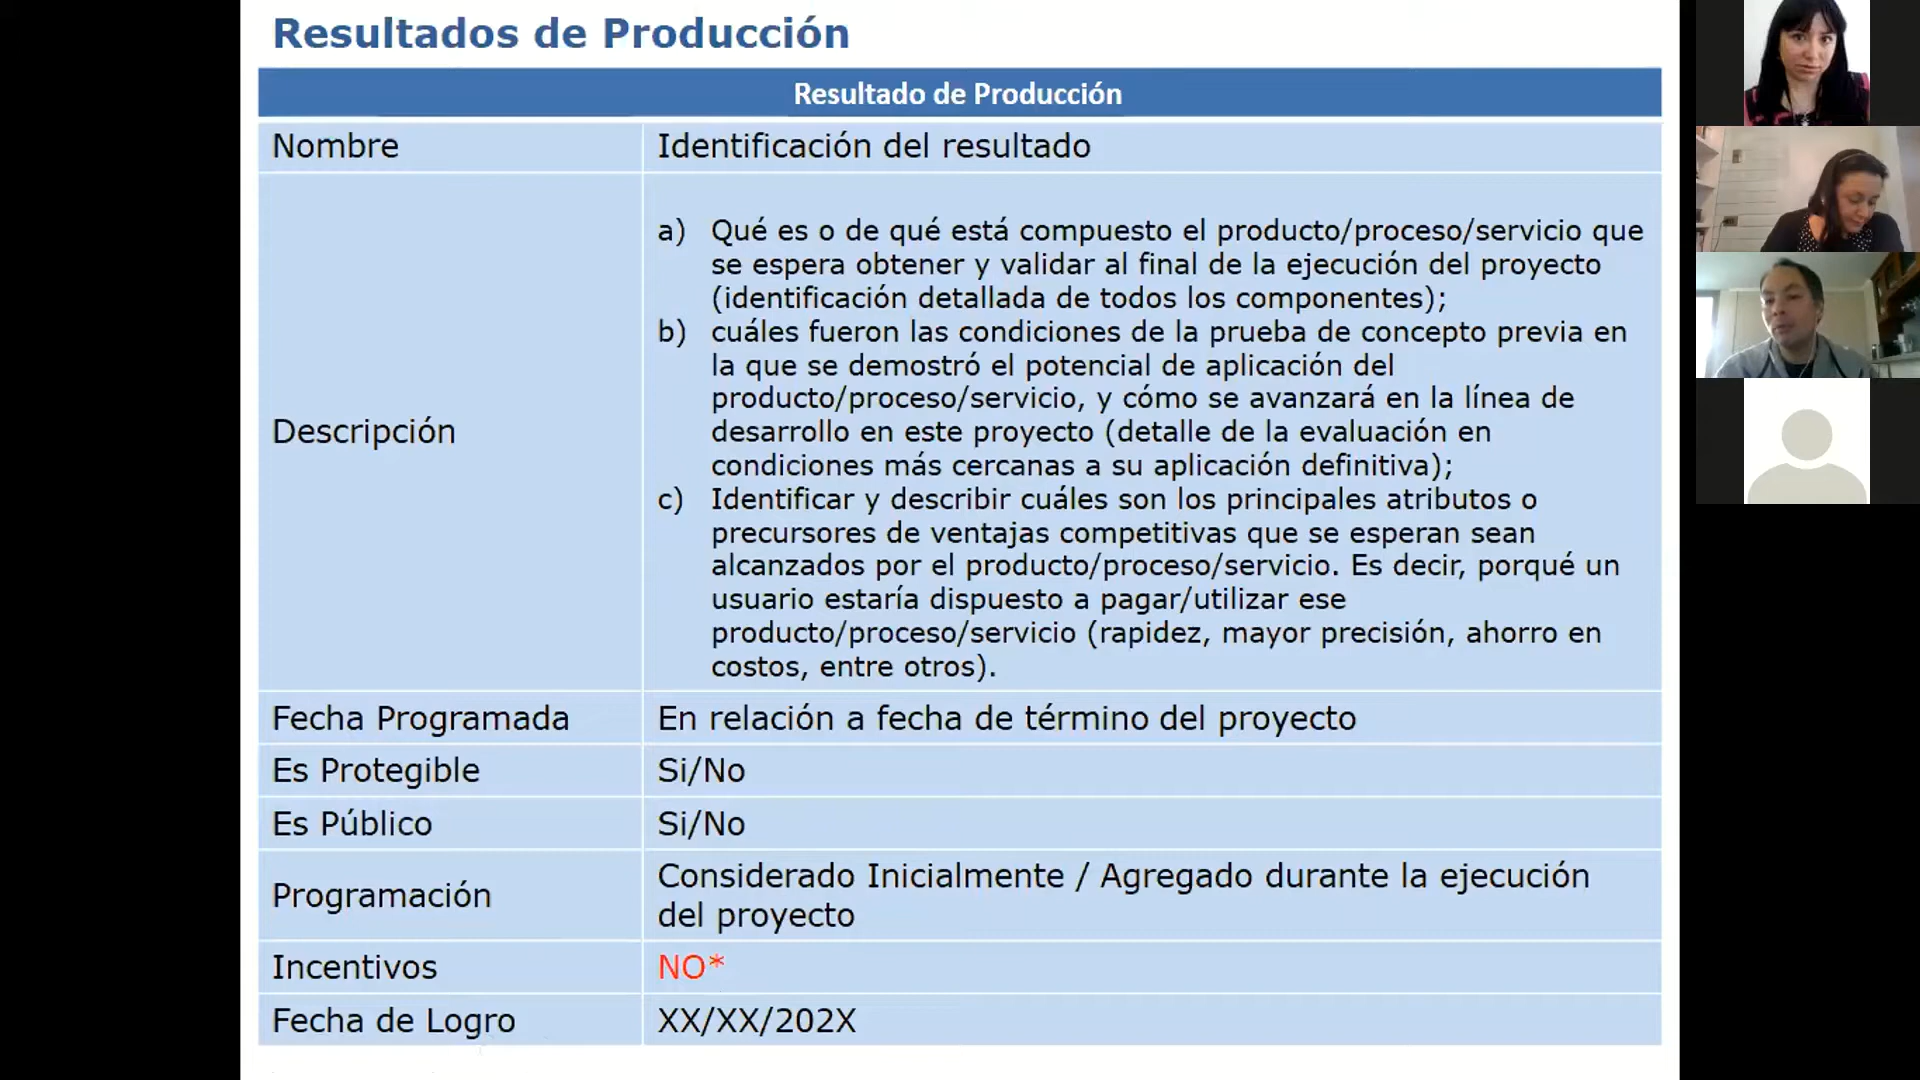 Resultados de Producción
Resultado de Producción
Nombre
Identificación del resultado
Descripción
a) Qué es o de qué está compuesto el producto/proceso/servicio que
se espera obtener y validar al final de la ejecución del proyecto
(identificación detallada de todos los componentes);
b) cuáles fueron las condiciones de la prueba de concepto previa en
la que se demostró el potencial de aplicación del
producto/proceso/servicio, y cómo se avanzará en la línea de
desarrollo en este proyecto (detalle de la evaluación en
condiciones más cercanas a su aplicación definitiva);
c) Identificar y describir cuáles son los principales atributos o
precursores de ventajas competitivas que se esperan sean
alcanzados por el producto/proceso/servicio. Es decir, porqué un
usuario estaría dispuesto a pagar/utilizar ese
producto/proceso/servicio (rapidez, mayor precisión, ahorro en
costos, entre otros).
Fecha Programada
En relación a fecha de término del proyecto
Es Protegible
Si/No
Es Público
Si/No
Programación
Considerado Inicialmente / Agregado durante la ejecución
del proyecto
Incentivos
NO*
Fecha de Logro
XX/XX/202X